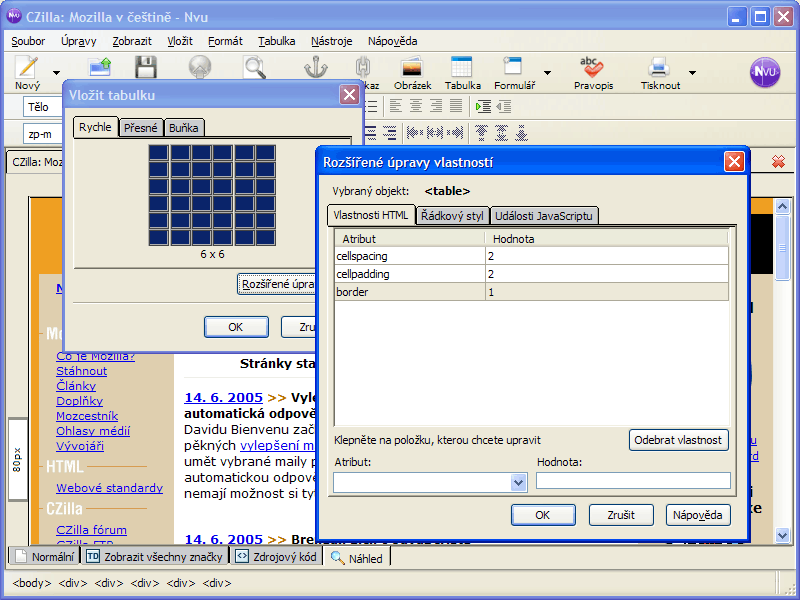 CZilla: Mozilla v češtině - Nvu
Soubor Úpravy Zobrazit Vložit Formát Tabulka Nástroje Nápověda
Nový
kaz Obrázek Tabulka Formulář Pravopis Tisknout
abc
NVU
Tělo
zp-m
CZilla: Moz
Vložit tabulku
Rychle Přesné Buňka
6 x 6
Rozšířené úpra
OK Zru
Rozšířené úpravy vlastností
Vybraný objekt: <table>
Vlastnosti HTML Řádkový styl Události JavaScriptu
Atribut Hodnota
cellspacing 2
cellpadding 2
border 1
Klepněte na položku, kterou chcete upravit
Odebrat vlastnost
Atribut: Hodnota:
OK Zrušit Nápověda
80px
Co je Mozilla?
Stáhnout
Články
Doplňky
Mozcestník
Ohlasy médií
Vývojáři
HTML
Webové standardy
CZilla
CZilla fórum
CZilla FTP
Stránky sta
14. 6. 2005 >> Vyle
automatická odpově
Davidu Bienvenu zač
pěkných vylepšení m
umět vybrané maily p
automatickou odpově
nemají možnost si ty
14. 6. 2005 >>
Normální TD Zobrazit všechny značky <> Zdrojový kód Náhled
<body> <div> <div> <div> <div> <div>